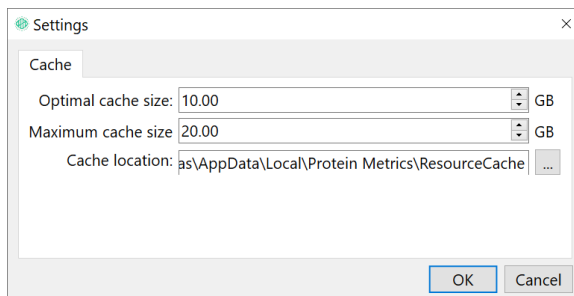 Settings
Cache
Optimal cache size: 10.00 GB
Maximum cache size 20.00 GB
Cache location: as\AppData\Local\Protein Metrics\ResourceCache ...
OK Cancel